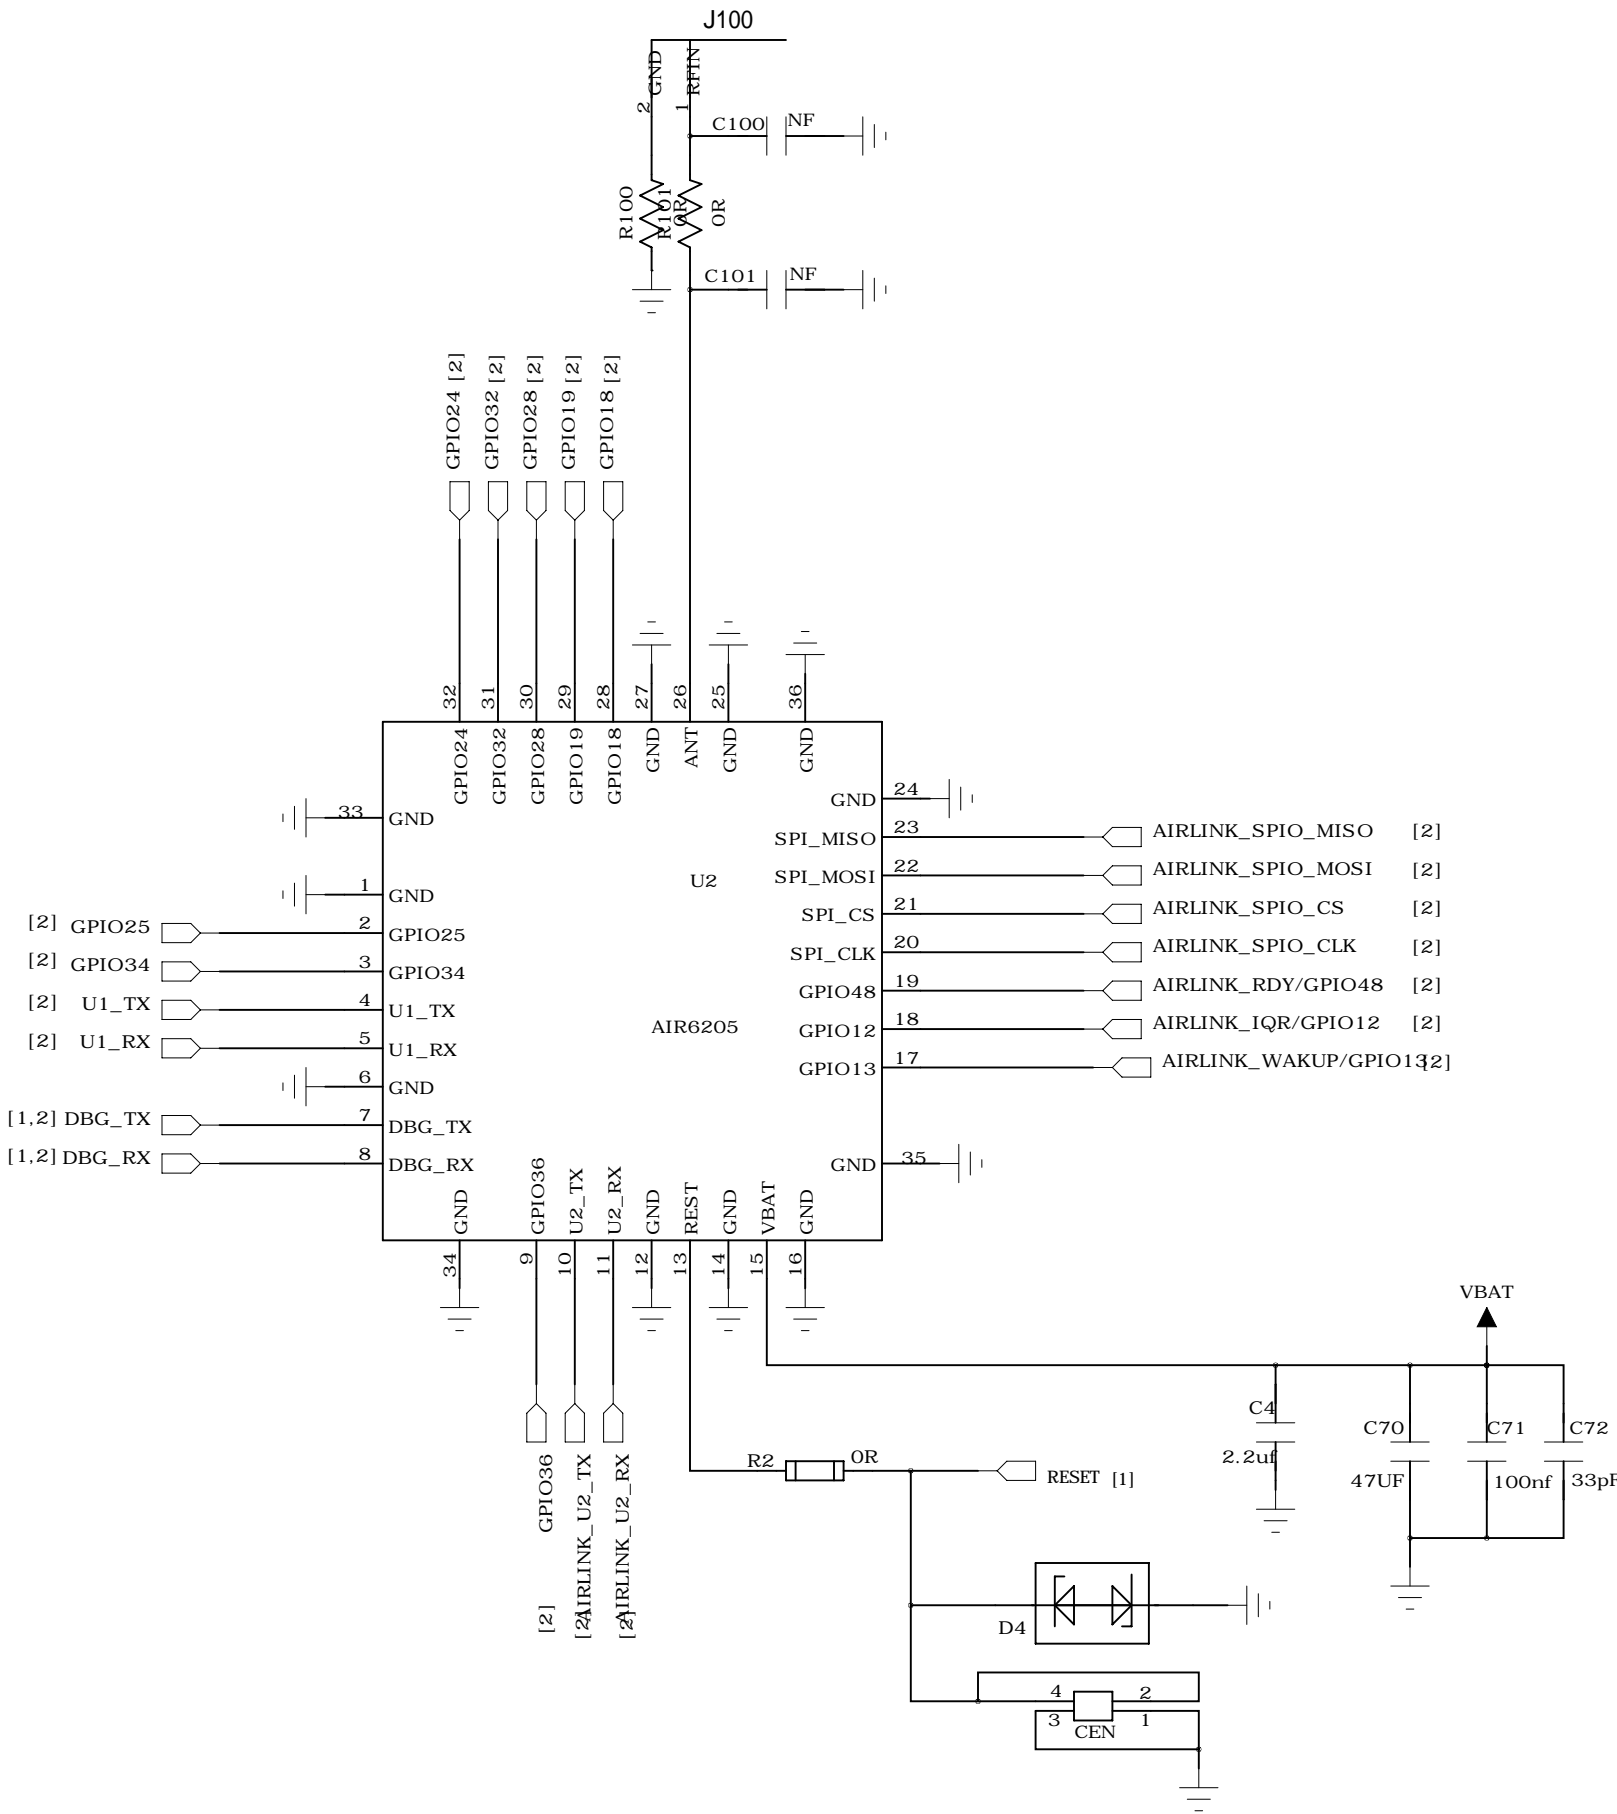 J100
GND
RFIN
2
1
C100 NF
R100 0R
R101 0R
C101 NF
GPIO24 [2]
GPIO32 [2]
GPIO28 [2]
GPIO19 [2]
GPIO18 [2]
32
31
30
29
28
27
26
25
36
GPIO24
GPIO32
GPIO28
GPIO19
GPIO18
GND
ANT
GND
GND
33 GND
1 GND
[2] GPIO25 2 GPIO25
[2] GPIO34 3 GPIO34
[2] U1_TX 4 U1_TX
[2] U1_RX 5 U1_RX
6 GND
[1,2] DBG_TX 7 DBG_TX
[1,2] DBG_RX 8 DBG_RX
U2
AIR6205
GND 24
SPI_MISO 23 AIRLINK_SPIO_MISO [2]
SPI_MOSI 22 AIRLINK_SPIO_MOSI [2]
SPI_CS 21 AIRLINK_SPIO_CS [2]
SPI_CLK 20 AIRLINK_SPIO_CLK [2]
GPIO48 19 AIRLINK_RDY/GPIO48 [2]
GPIO12 18 AIRLINK_IQR/GPIO12 [2]
GPIO13 17 AIRLINK_WAKUP/GPIO13 [2]
GND 35
GND
GPIO36
U2_TX
U2_RX
GND
REST
GND
VBAT
GND
34
9
10
11
12
13
14
15
16
GPIO36 [2]
AIRLINK_U2_TX [2]
AIRLINK_U2_RX [2]
VBAT
C4 2.2uf
C70 47UF
C71 100nf
C72 33pF
R2 0R
RESET [1]
D4
4 2
3 1
CEN